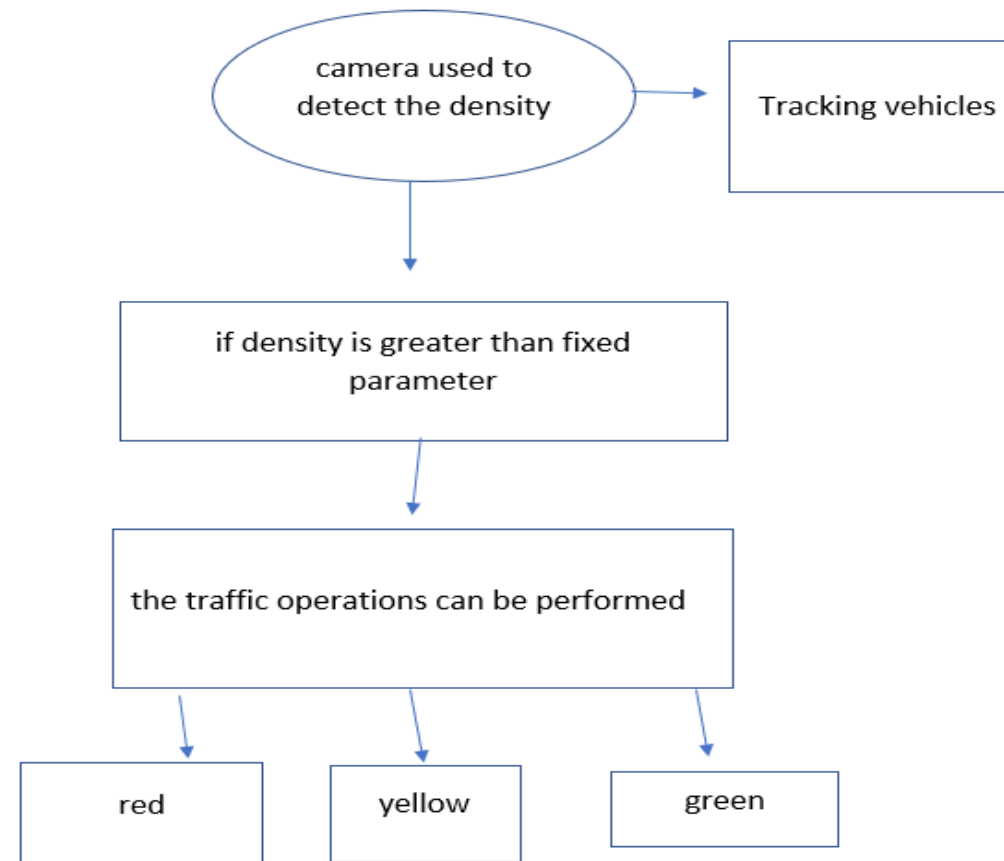 camera used to
detect the density
Tracking vehicles
if density is greater than fixed
parameter
the traffic operations can be performed
red
yellow
green